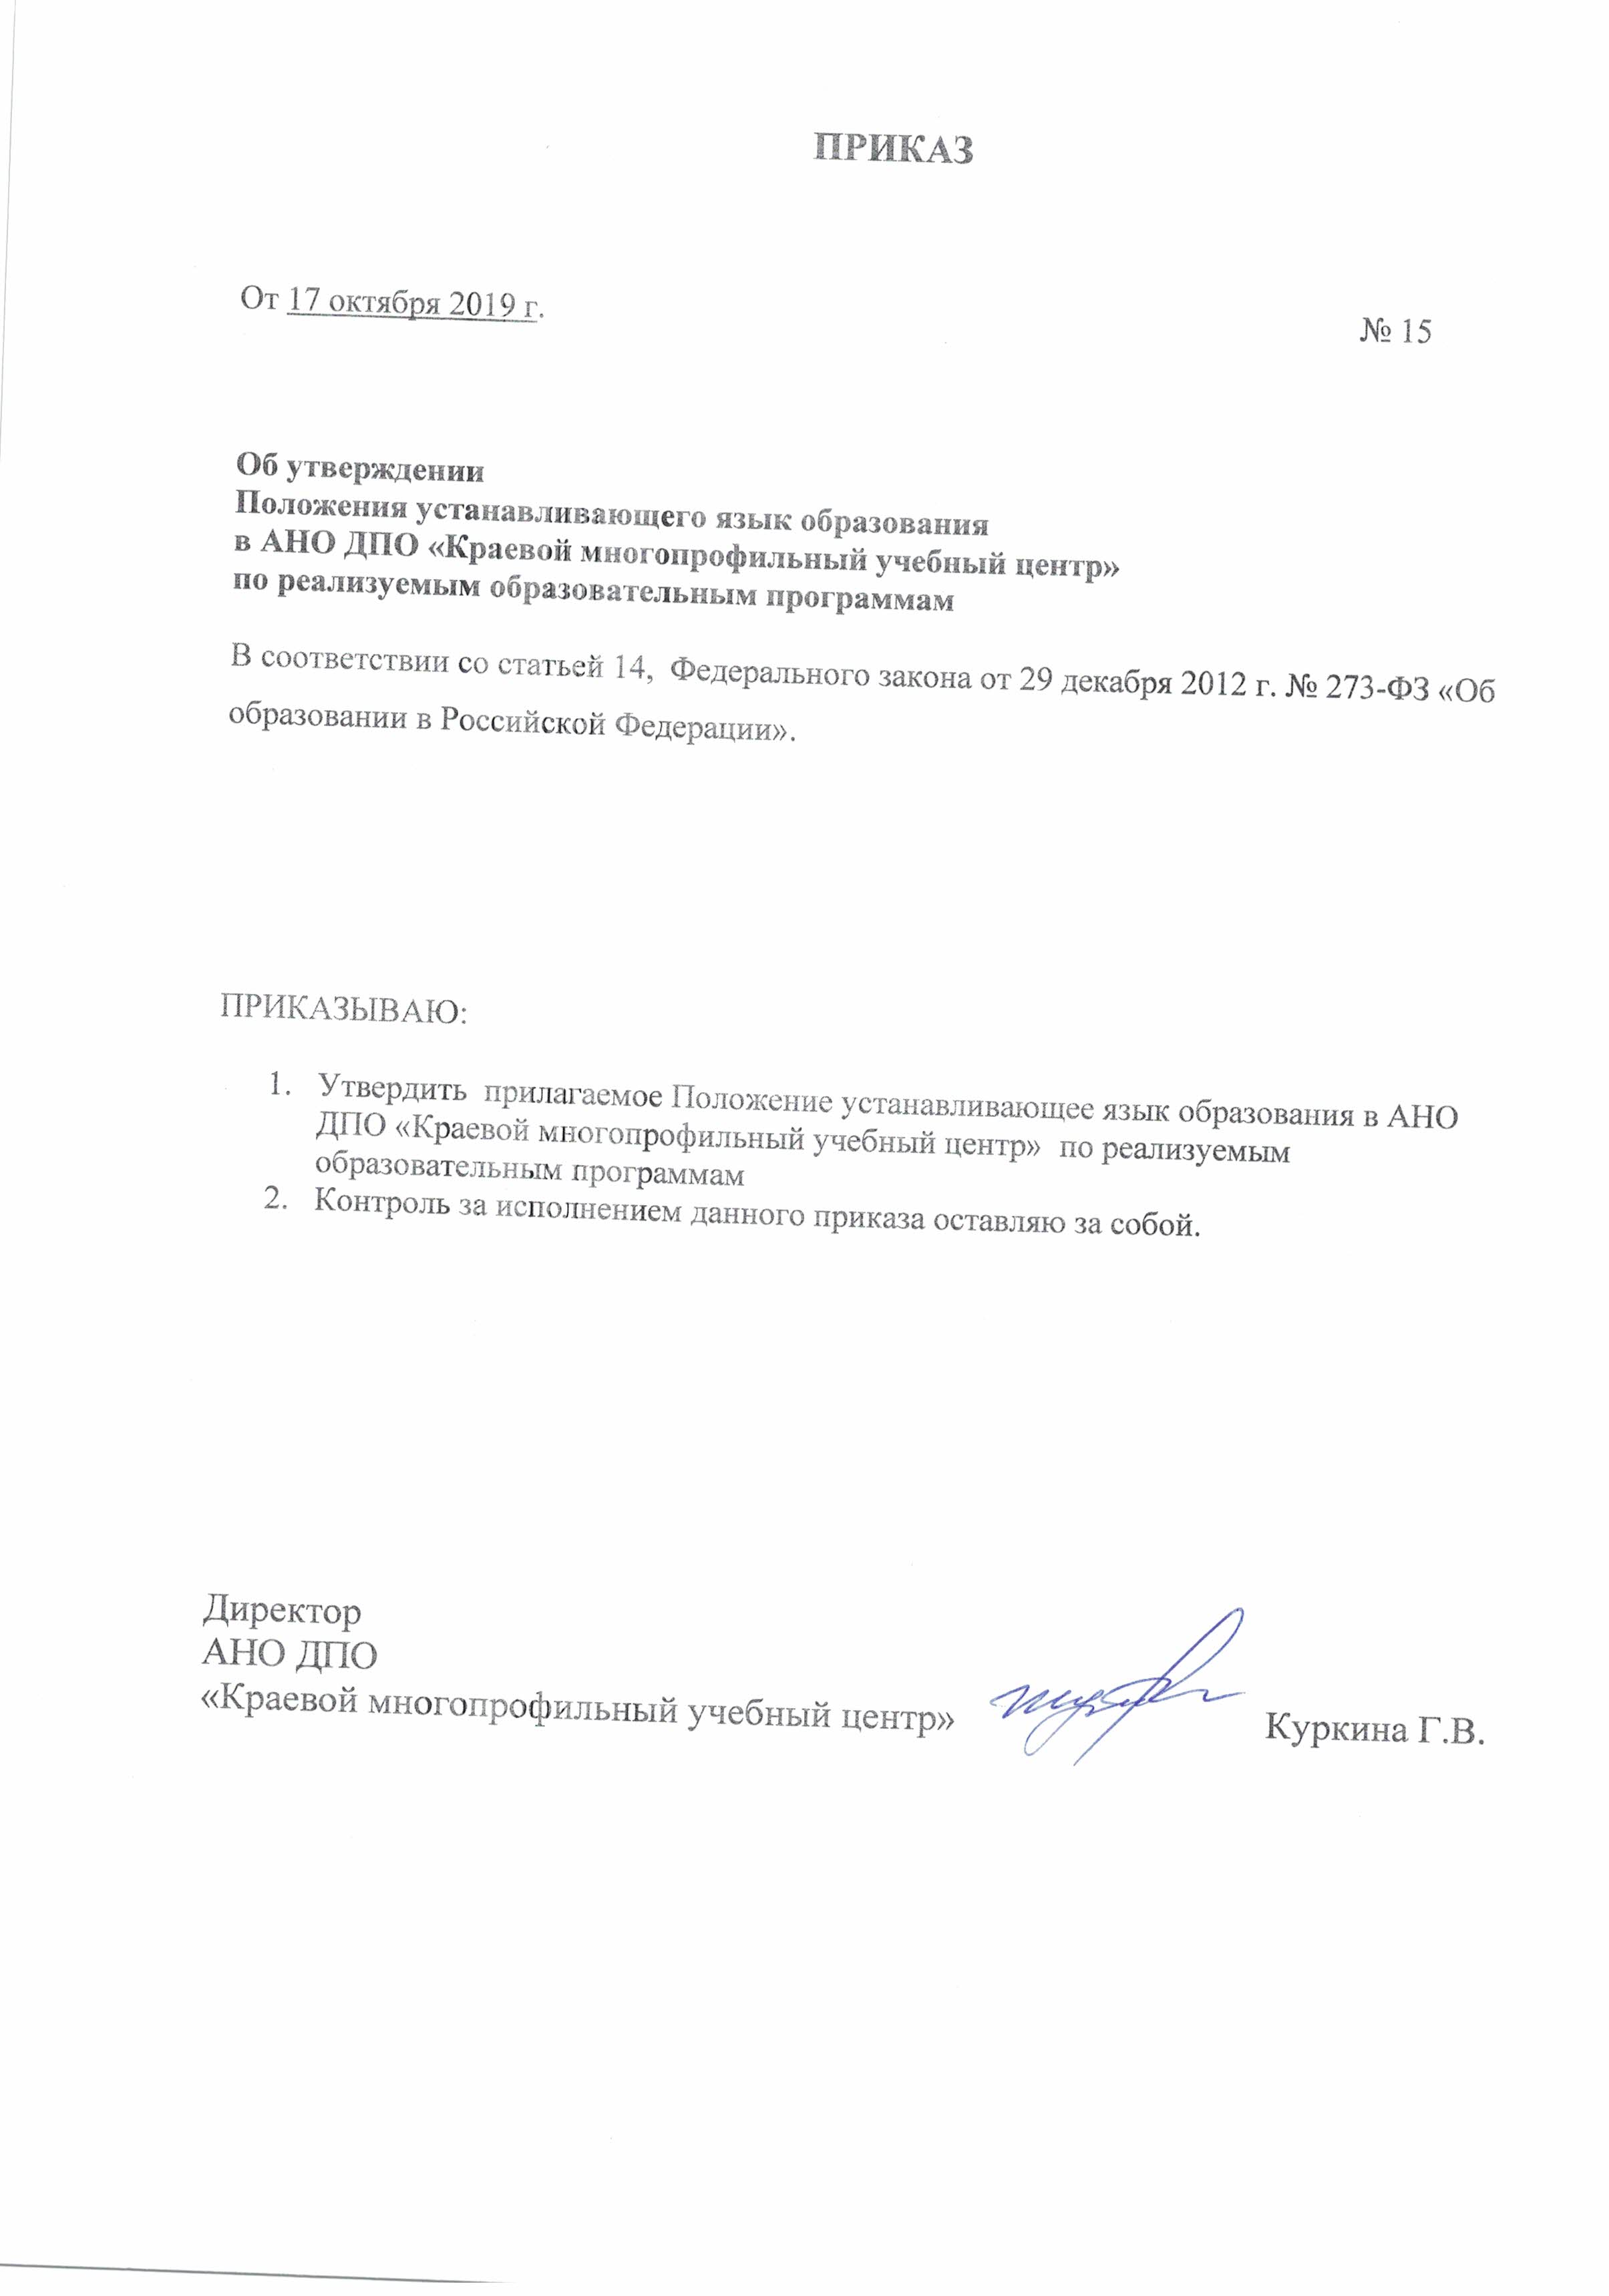 ПРИКАЗ
От 17 октября 2019 г.
№ 15
Об утверждении
Положения устанавливающего язык образования
в АНО ДПО «Краевой многопрофильный учебный центр»
по реализуемым образовательным программам
В соответствии со статьей 14, Федерального закона от 29 декабря 2012 г. № 273-ФЗ «Об
образовании в Российской Федерации».
ПРИКАЗЫВАЮ:
1. Утвердить прилагаемое Положение устанавливающее язык образования в АНО
ДПО «Краевой многопрофильный учебный центр» по реализуемым
образовательным программам
2. Контроль за исполнением данного приказа оставляю за собой.
Директор
АНО ДПО
«Краевой многопрофильный учебный центр»
Куркина Г.В.